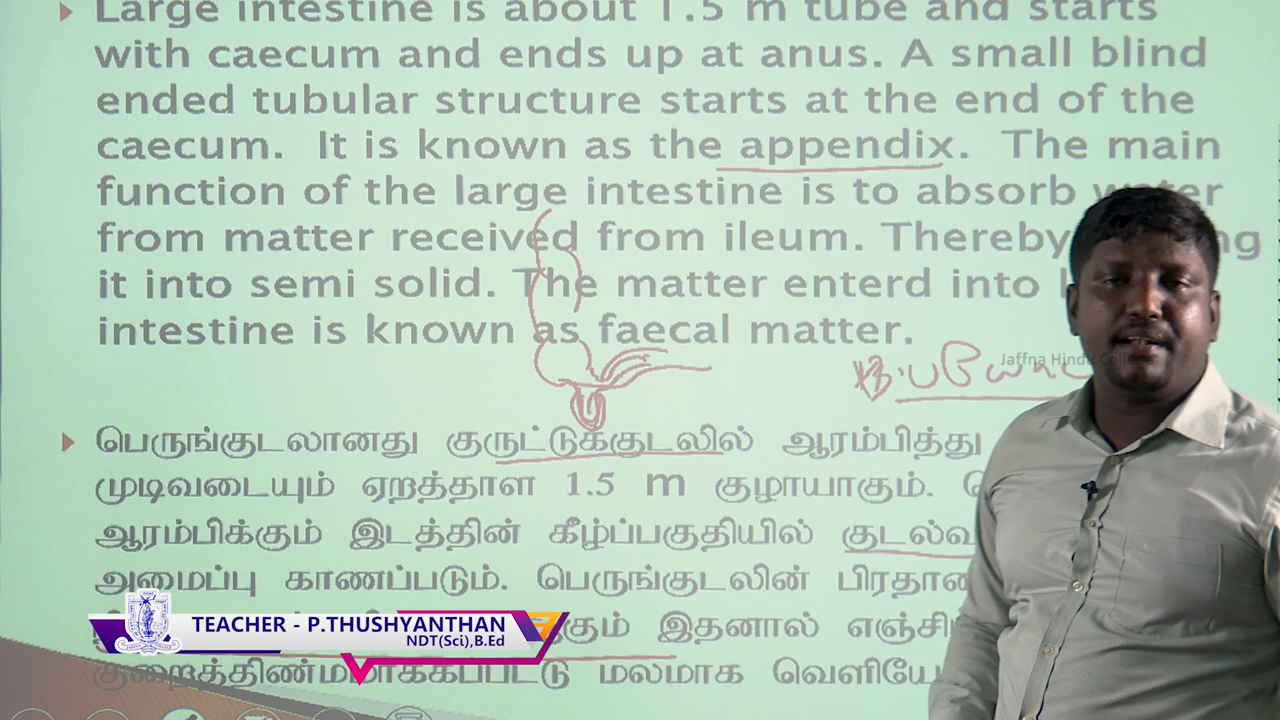 Large intestine is about 1.5 m tube and starts
with caecum and ends up at anus. A small blind
ended tubular structure starts at the end of the
caecum. It is known as the appendix. The main
function of the large intestine is to absorb water
from matter received from ileum. Thereby
it into semi solid. The matter enterd into
intestine is known as faecal matter.
Jaffna Hindu College
பெருங்குடலானது குருட்டுக்குடலில் ஆரம்பித்து
முடிவடையும் ஏறத்தாள 1.5 m குழாயாகும்.
ஆரம்பிக்கும் இடத்தின் கீழ்ப்பகுதியில்
அமைப்பு காணப்படும். பெருங்குடலின்
இதனால்
குறைத்திண்மமாக்கப்பட்டு மலமாக
TEACHER - P.THUSHYANTHAN
NDT(Sci),B.Ed